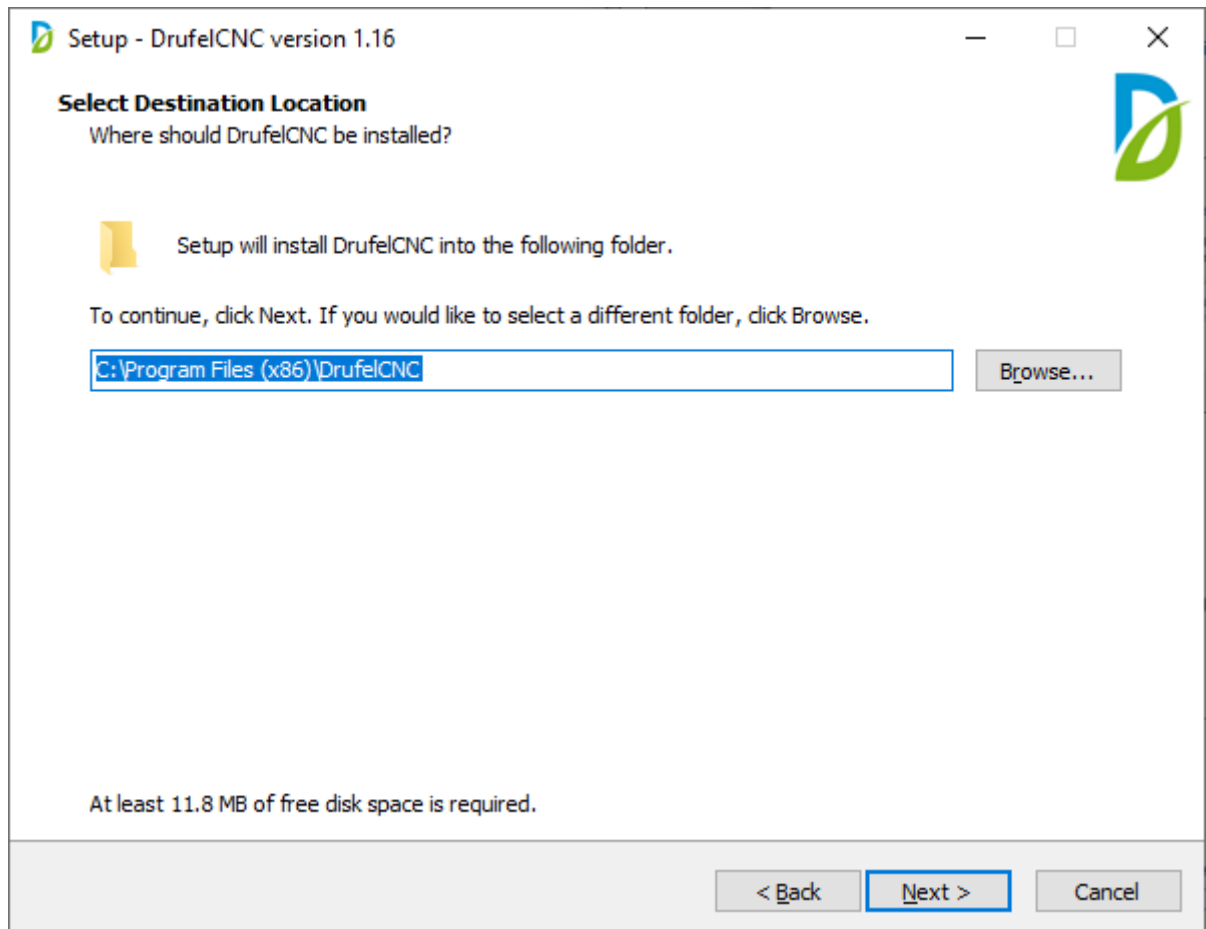 Setup - DrufelCNC version 1.16
Select Destination Location
Where should DrufelCNC be installed?
Setup will install DrufelCNC into the following folder.
To continue, click Next. If you would like to select a different folder, click Browse.
C:\Program Files (x86)\DrufelCNC
Browse...
At least 11.8 MB of free disk space is required.
< Back
Next >
Cancel